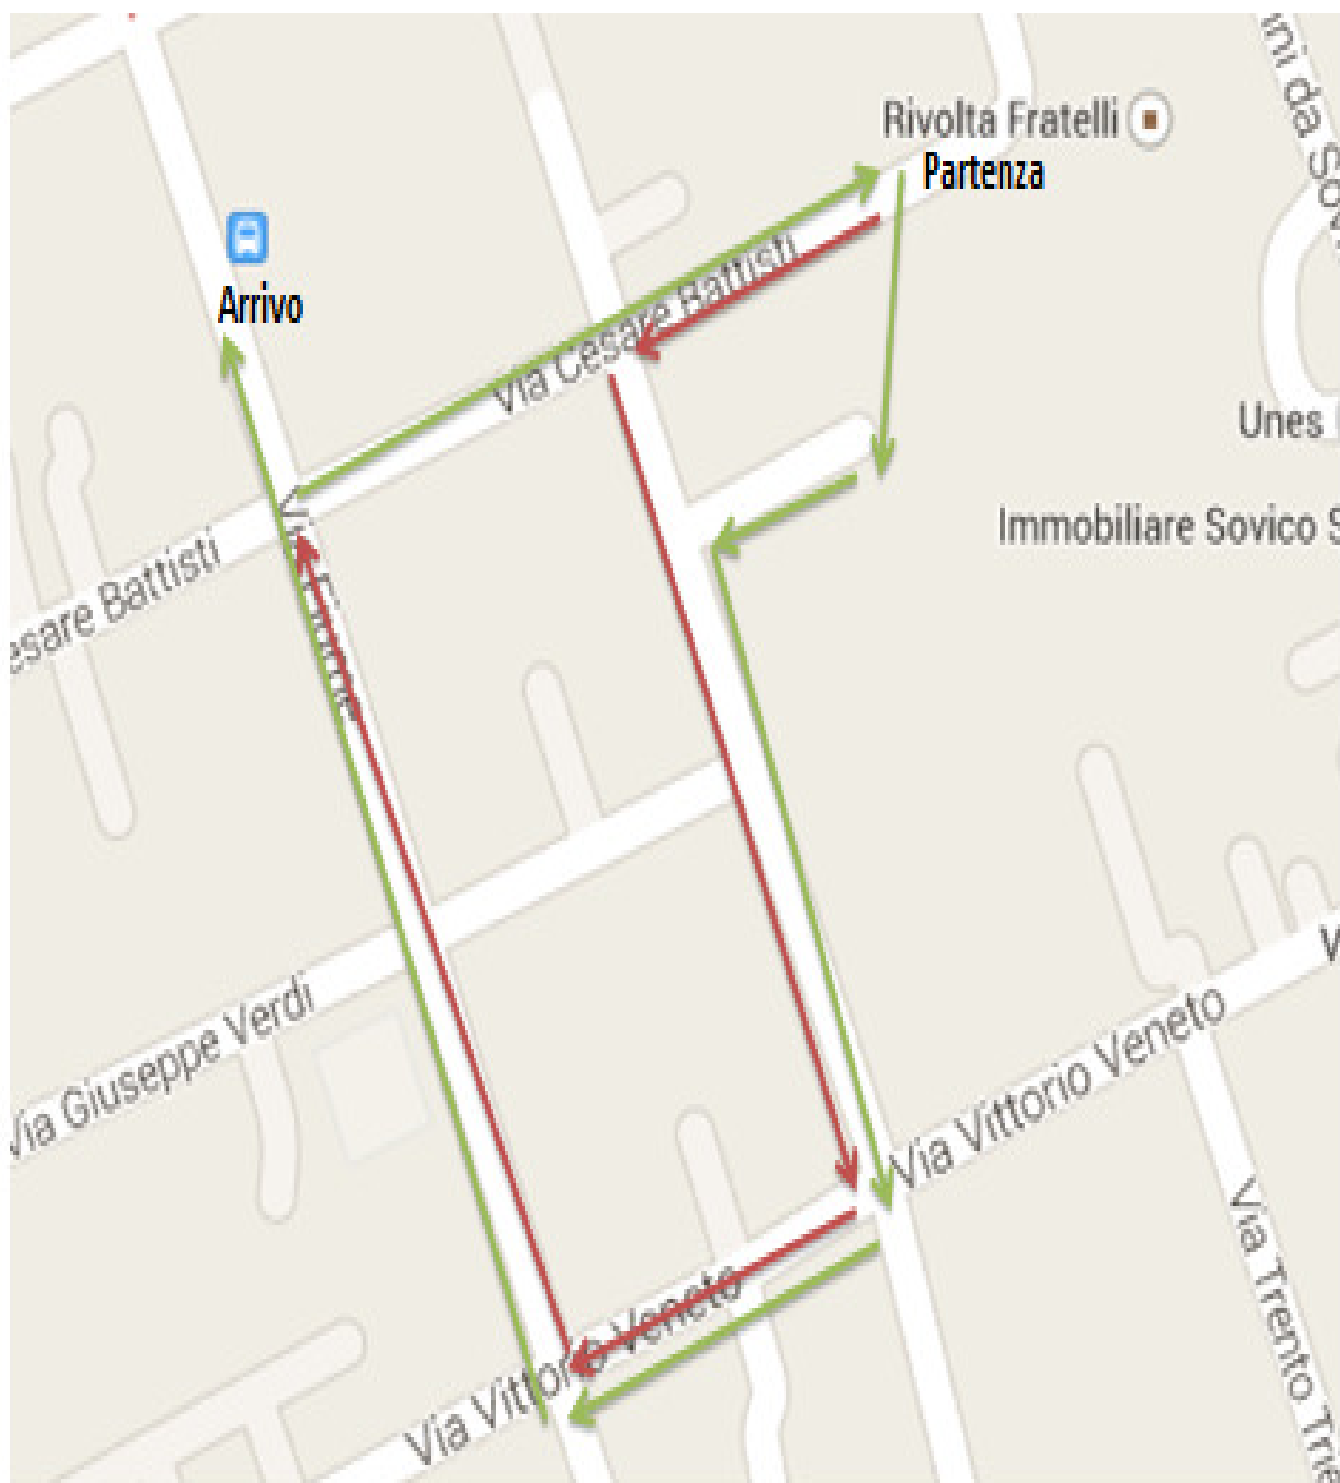 Rivolta Fratelli
Partenza
Arrivo
Via Cesare Battisti
Unes
Immobiliare Sovico S
esare Battisti
Via Giuseppe Verdi
Via Vittorio Veneto
Via Vittorio Veneto
Via Trento Trie